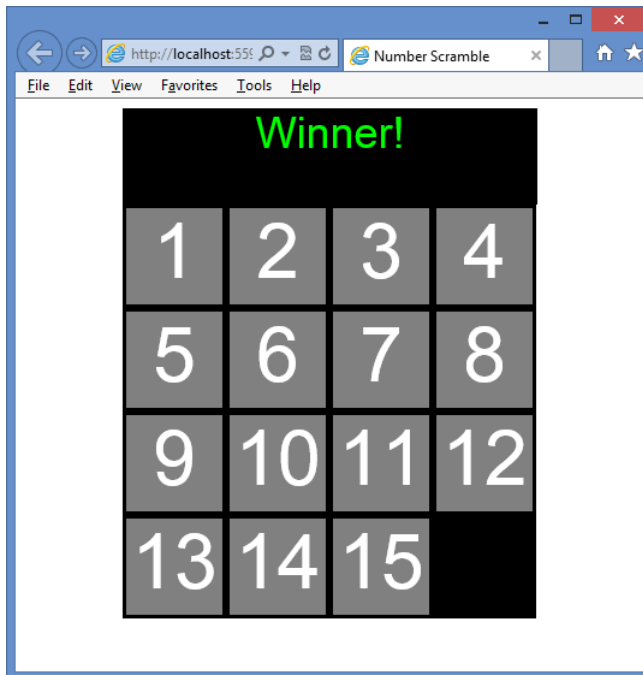 http://localhost:559
Number Scramble
File Edit View Favorites Tools Help
Winner!
1 2 3 4
5 6 7 8
9 10 11 12
13 14 15